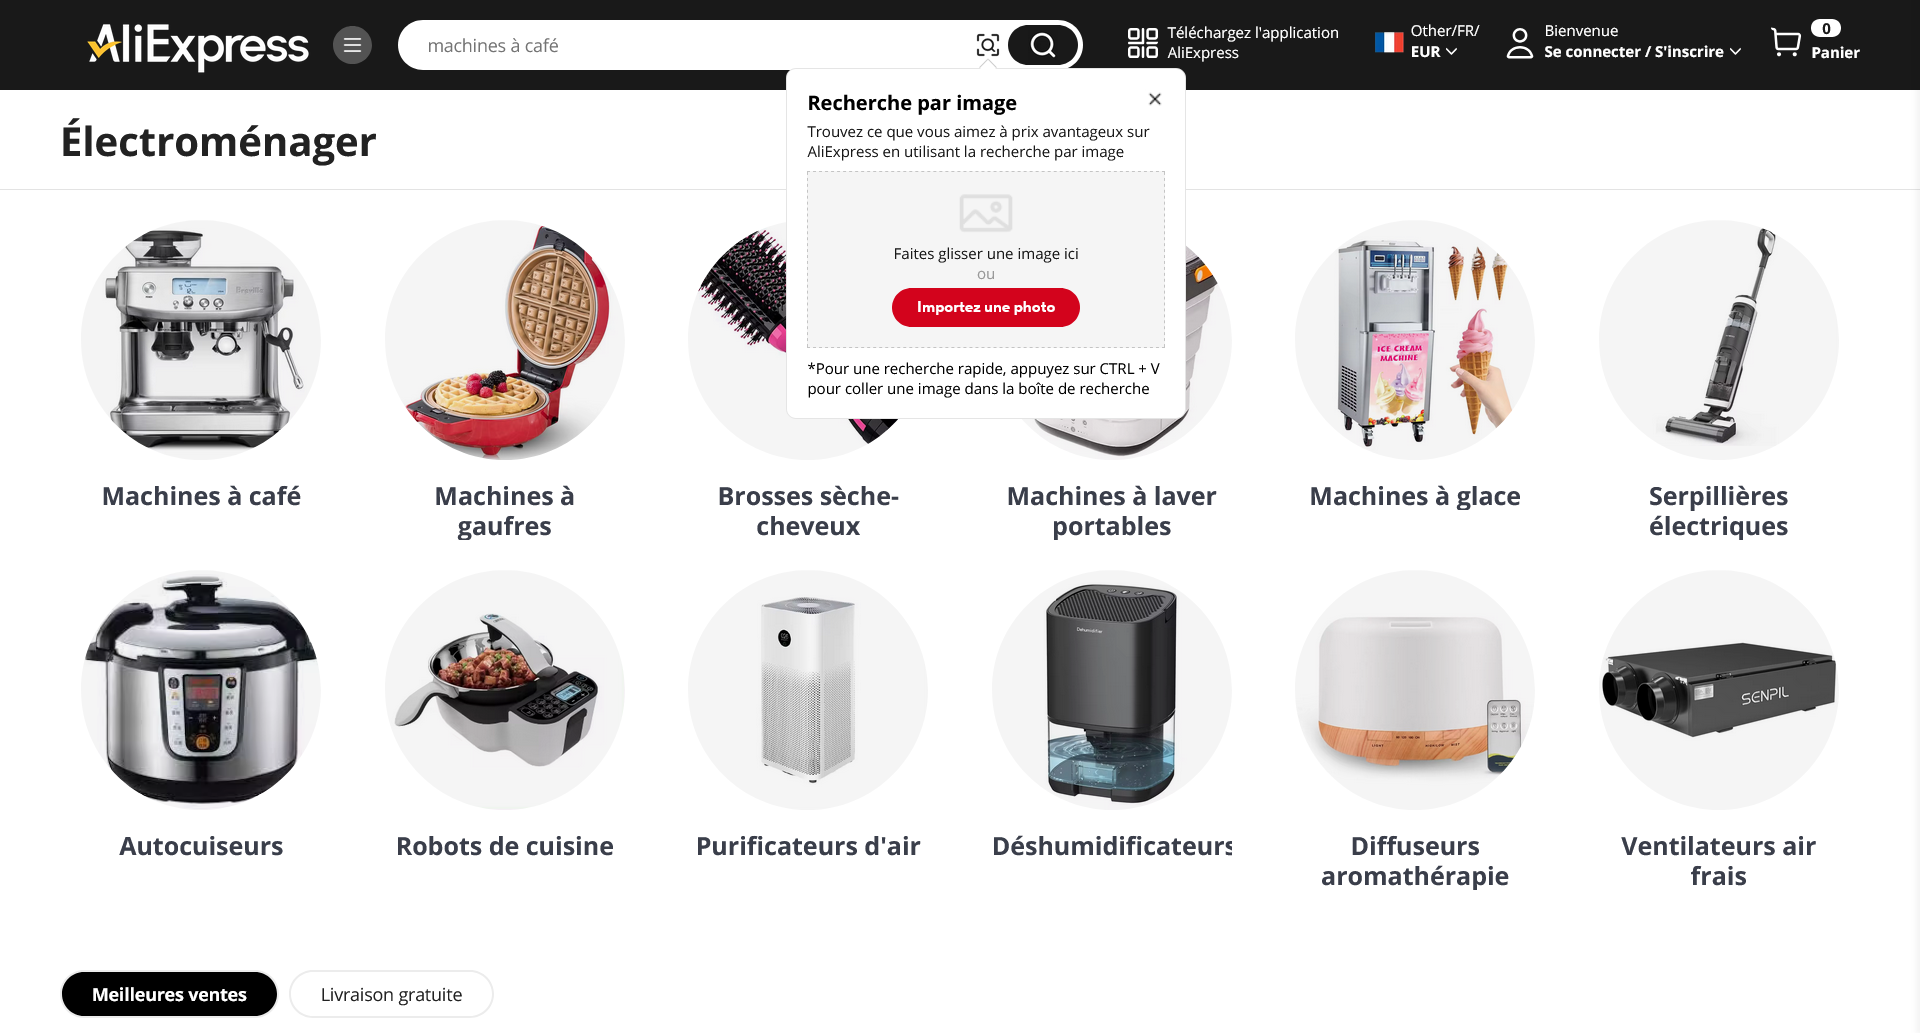 AliExpress
machines à café
Téléchargez l'application
AliExpress
Other/FR/
EUR
Bienvenue
Se connecter / S'inscrire
0
Panier
Recherche par image
Trouvez ce que vous aimez à prix avantageux sur
AliExpress en utilisant la recherche par image
Faites glisser une image ici
ou
Importez une photo
*Pour une recherche rapide, appuyez sur CTRL + V
pour coller une image dans la boîte de recherche
Électroménager
Breville
ICE CREAM
MACHINE
Machines à café
Machines à
gaufres
Brosses sèche-
cheveux
Machines à laver
portables
Machines à glace
Serpillières
électriques
Dehumidifier
SENPIL
Autocuiseurs
Robots de cuisine
Purificateurs d'air
Déshumidificateurs
Diffuseurs
aromathérapie
Ventilateurs air
frais
Meilleures ventes
Livraison gratuite